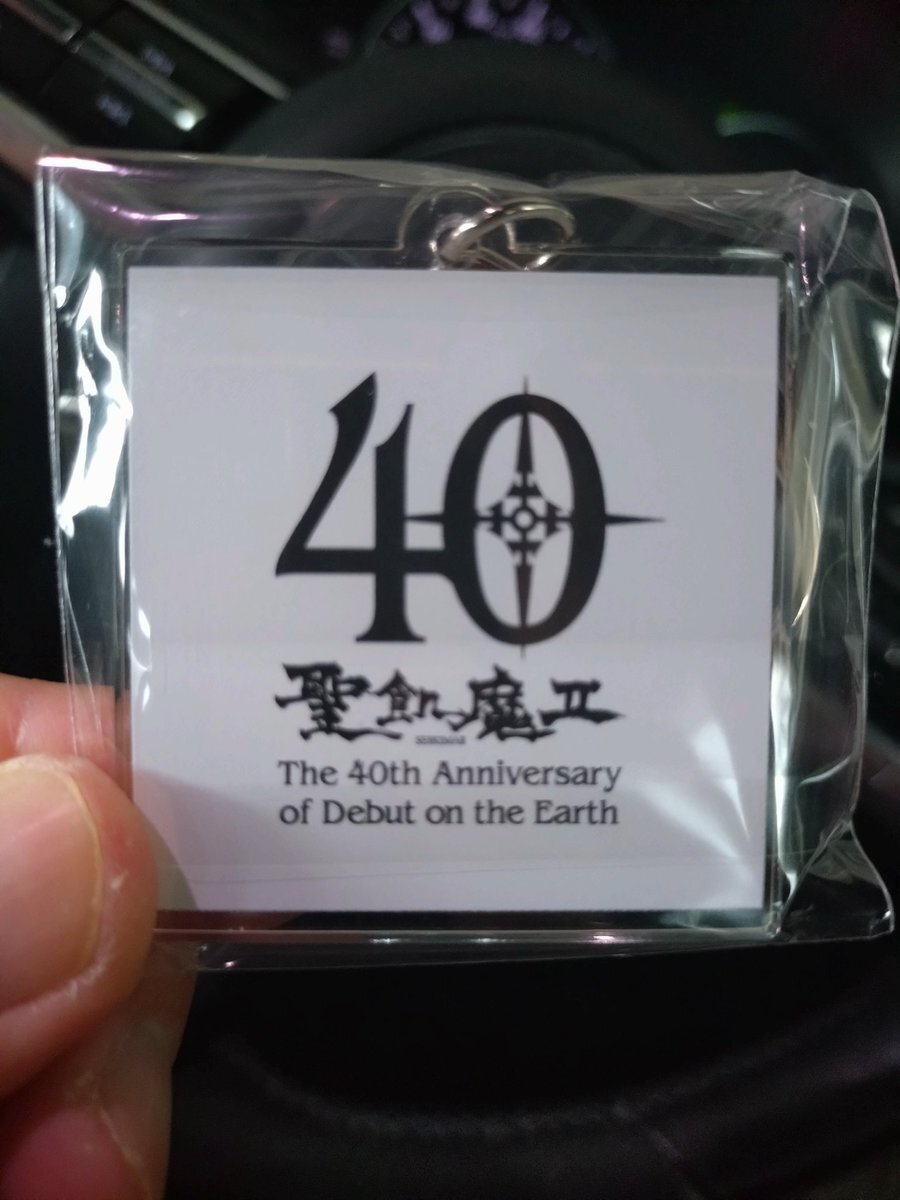 40
聖飢魔Ⅱ
The 40th Anniversary
of Debut on the Earth